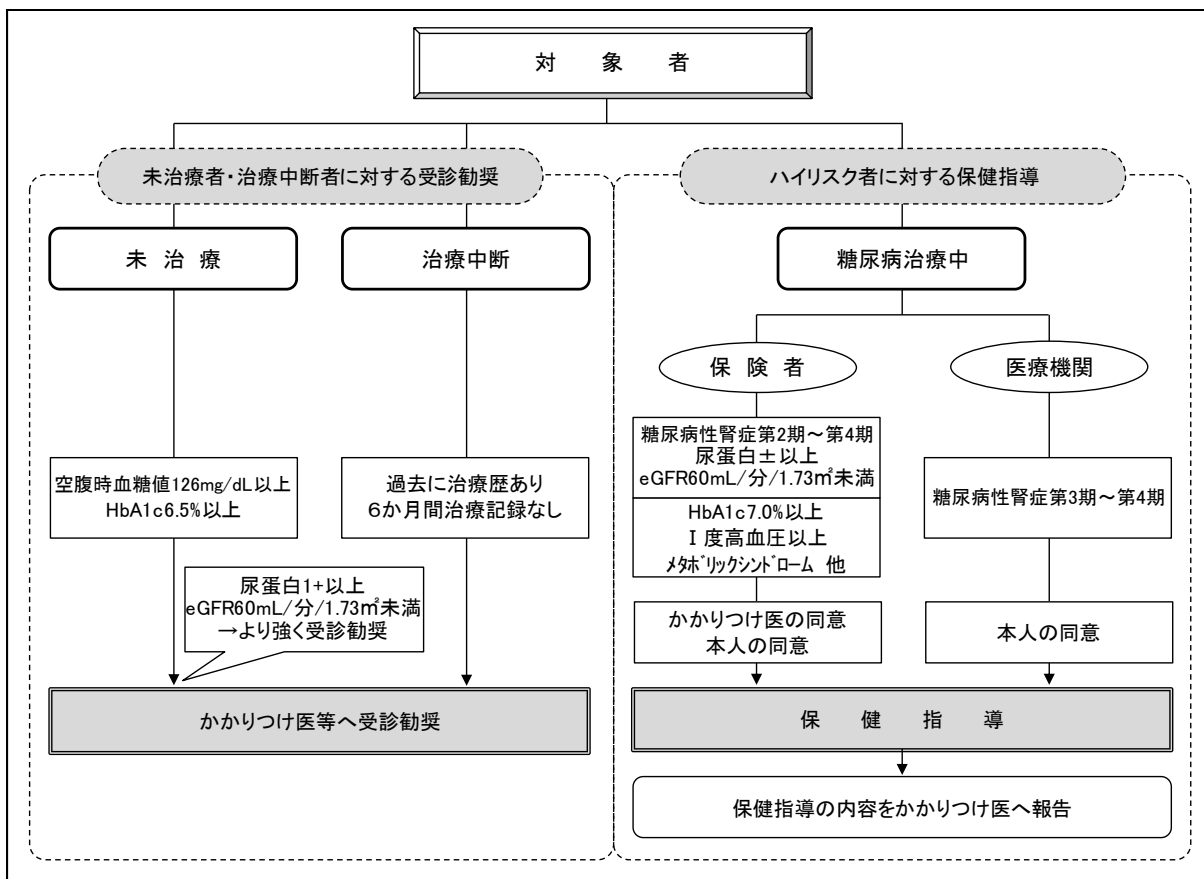 対象者
未治療者・治療中断者に対する受診勧奨
ハイリスク者に対する保健指導
未治療
治療中断
糖尿病治療中
保険者
医療機関
空腹時血糖値126mg/dL以上
HbA1c6.5%以上
過去に治療歴あり
６か月間治療記録なし
糖尿病性腎症第2期～第4期
尿蛋白±以上
eGFR60mL/分/1.73㎡未満
HbA1c7.0%以上
Ⅰ度高血圧以上
ﾒﾀﾎﾞﾘｯｸｼﾝﾄﾞﾛｰﾑ 他
糖尿病性腎症第3期～第4期
尿蛋白1+以上
eGFR60mL/分/1.73㎡未満
→より強く受診勧奨
かかりつけ医の同意
本人の同意
本人の同意
かかりつけ医等へ受診勧奨
保健指導
保健指導の内容をかかりつけ医へ報告